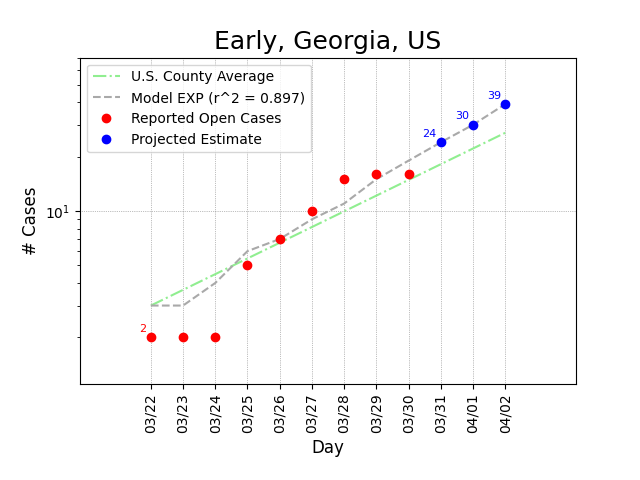 Early, Georgia, US
U.S. County Average
Model EXP (r^2 = 0.897)
Reported Open Cases
Projected Estimate
39
30
24
10^1
2
# Cases
03/22
03/23
03/24
03/25
03/26
03/27
03/28
03/29
03/30
03/31
04/01
04/02
Day